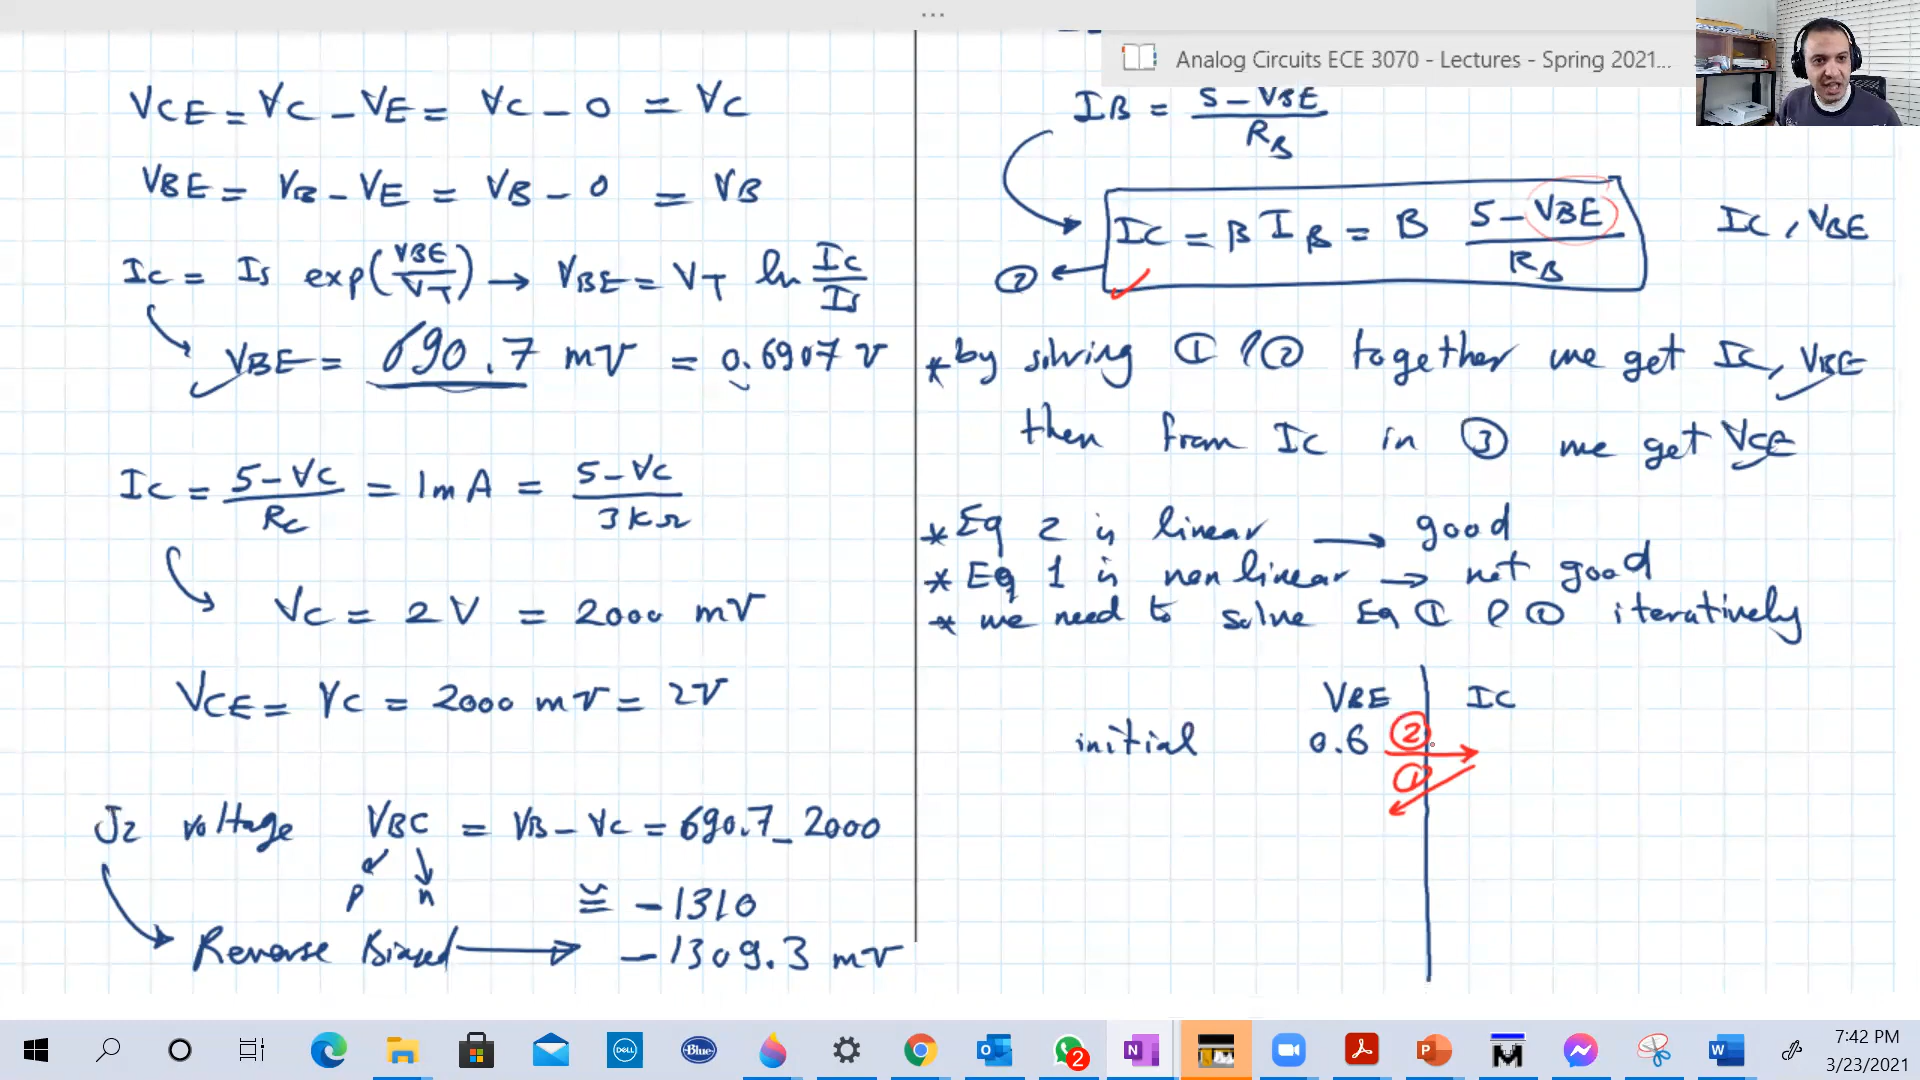 ...
Analog Circuits ECE 3070 - Lectures - Spring 2021...
VCE = VC - VE = VC - 0 = VC
VBE = VB - VE = VB - 0 = VB
IC = Is exp(VBE/VT) → VBE = VT ln IC/Is
VBE = 690.7 mV = 0.6907 V
IC = 5-VC/RC = 1mA = 5-VC/3KΩ
VC = 2V = 2000 mV
VCE = VC = 2000 mV = 2V
J2 voltage VBC = VB - VC = 690.7 - 2000
P n ≅ -1310
Reverse Biased → -1309.3 mV
IB = 5-VBE/RB
IC = β IB = B 5-VBE/RB IC, VBE
②
* by solving ① & ② together we get IC, VBE
then from IC in ③ we get VCE
* Eq 2 is linear → good
* Eq 1 is nonlinear → not good
* we need to solve Eq ① & ② iteratively
VBE IC
initial 0.6 ②
①
DELL
Blue
2
7:42 PM
3/23/2021